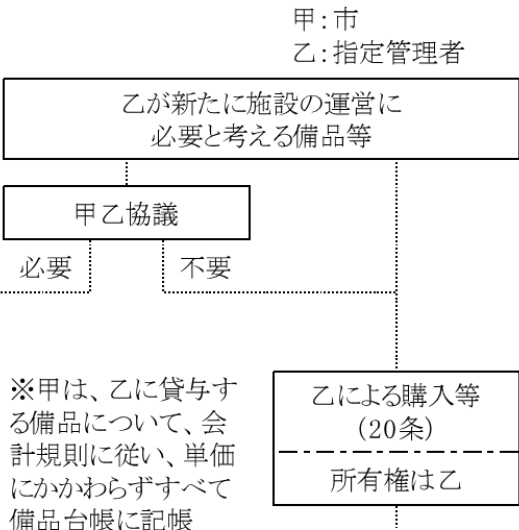 甲：市
乙：指定管理者
乙が新たに施設の運営に
必要と考える備品等
甲乙協議
必要
不要
※甲は、乙に貸与す
る備品について、会
計規則に従い、単価
にかかわらずすべて
備品台帳に記帳
乙による購入等
（20条）
所有権は乙